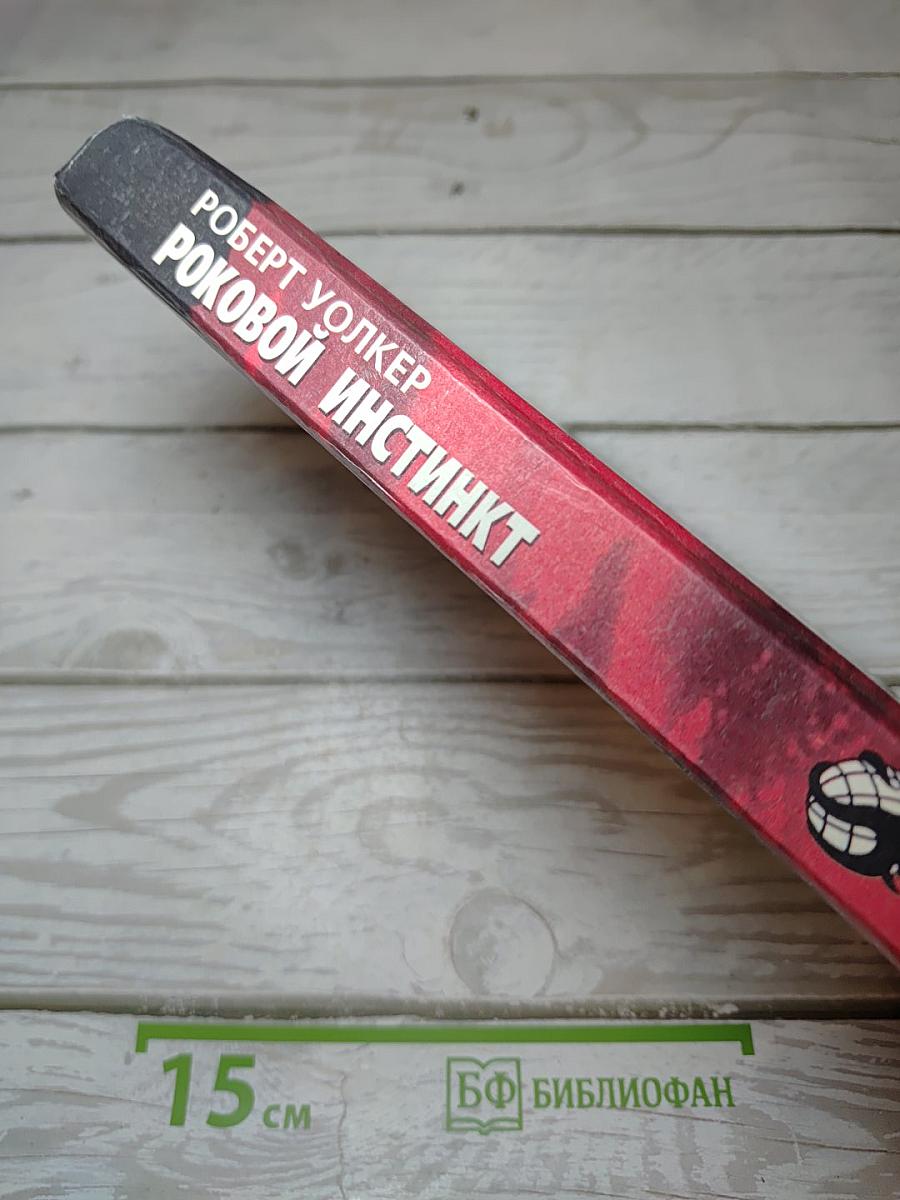 РОБЕРТ УОЛКЕР
РОКОВОЙ ИНСТИНКТ
15 см
БФ БИБЛИОФАН